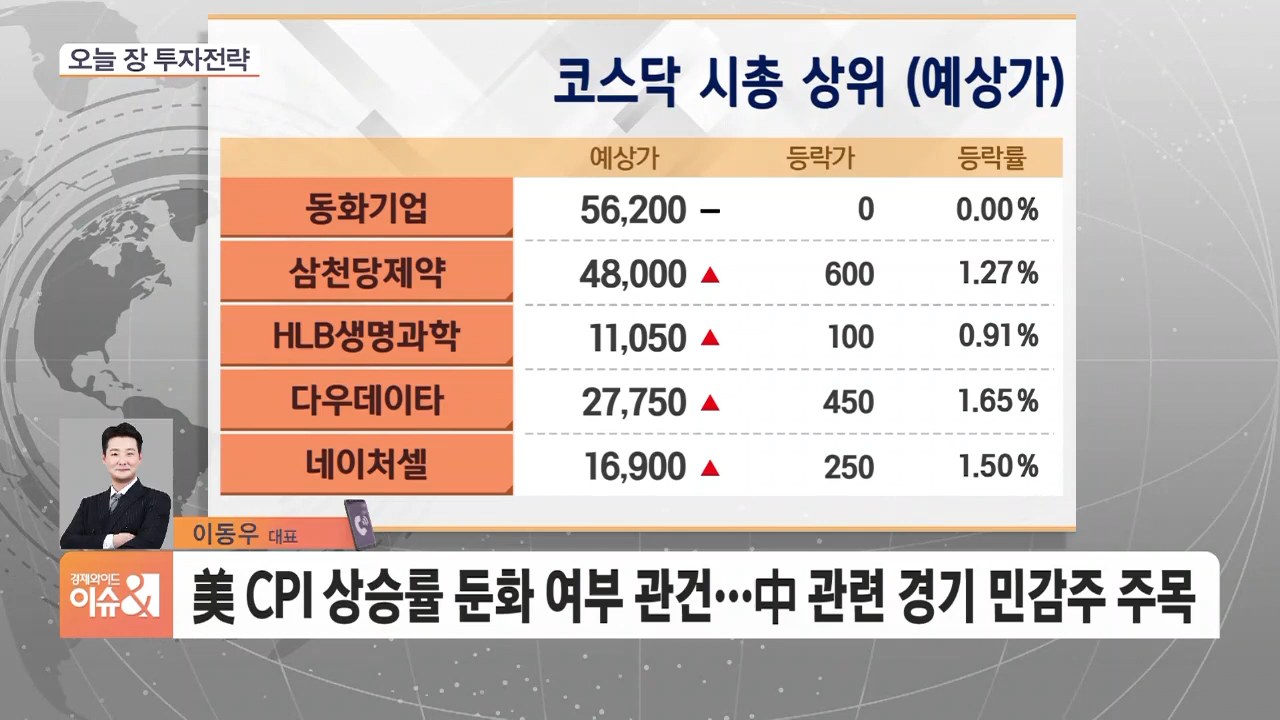 오늘 장 투자전략
코스닥 시총 상위 (예상가)
예상가 등락가 등락률
동화기업 56,200 – 0 0.00%
삼천당제약 48,000 ▲ 600 1.27%
HLB생명과학 11,050 ▲ 100 0.91%
다우데이타 27,750 ▲ 450 1.65%
네이처셀 16,900 ▲ 250 1.50%
이동우 대표
경제와이드
이슈&
美 CPI 상승률 둔화 여부 관건…中 관련 경기 민감주 주목